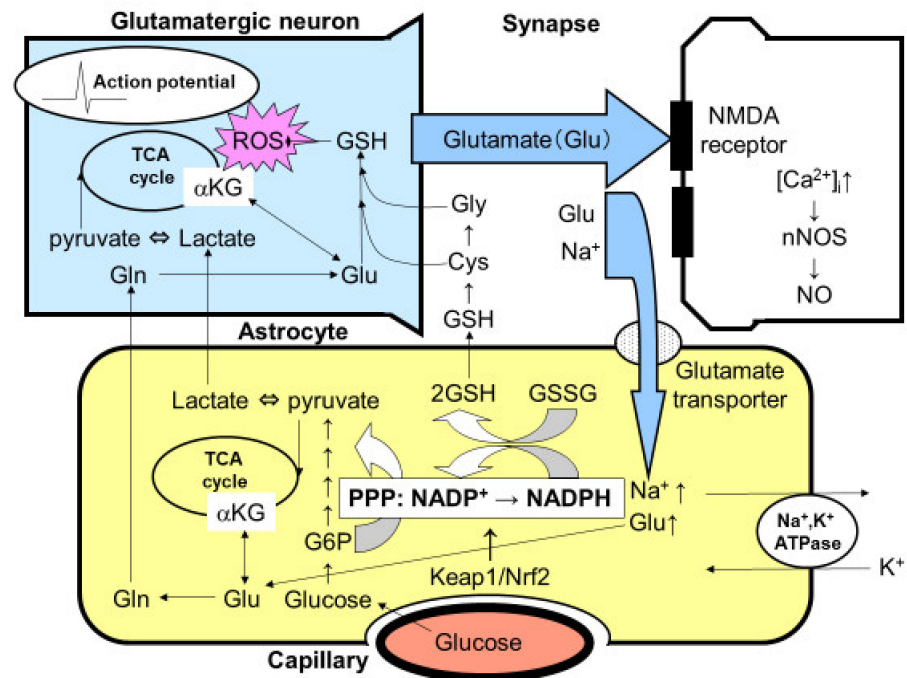 Glutamatergic neuron
Synapse
Action potential
ROS
GSH
Glutamate (Glu)
NMDA
receptor
TCA
cycle
αKG
[Ca²⁺]ᵢ↑
↓
nNOS
↓
NO
Gly
↑
Cys
↑
GSH
Glu
Na⁺
pyruvate ⇔ Lactate
Gln
Glu
Astrocyte
Glutamate
transporter
Lactate ⇔ pyruvate
2GSH
GSSG
TCA
cycle
αKG
PPP: NADP⁺ → NADPH
Na⁺ ↑
Glu↑
Na⁺,K⁺
ATPase
K⁺
G6P
Keap1/Nrf2
Gln
Glu
Glucose
Glucose
Capillary